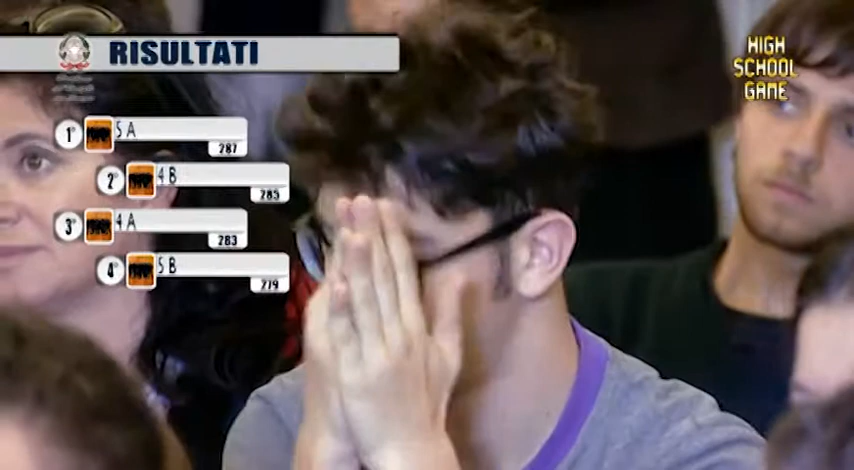 RISULTATI
HIGH
SCHOOL
GAME
1° 5 A
287
2° 4 B
285
3° 4 A
283
4° 5 B
279